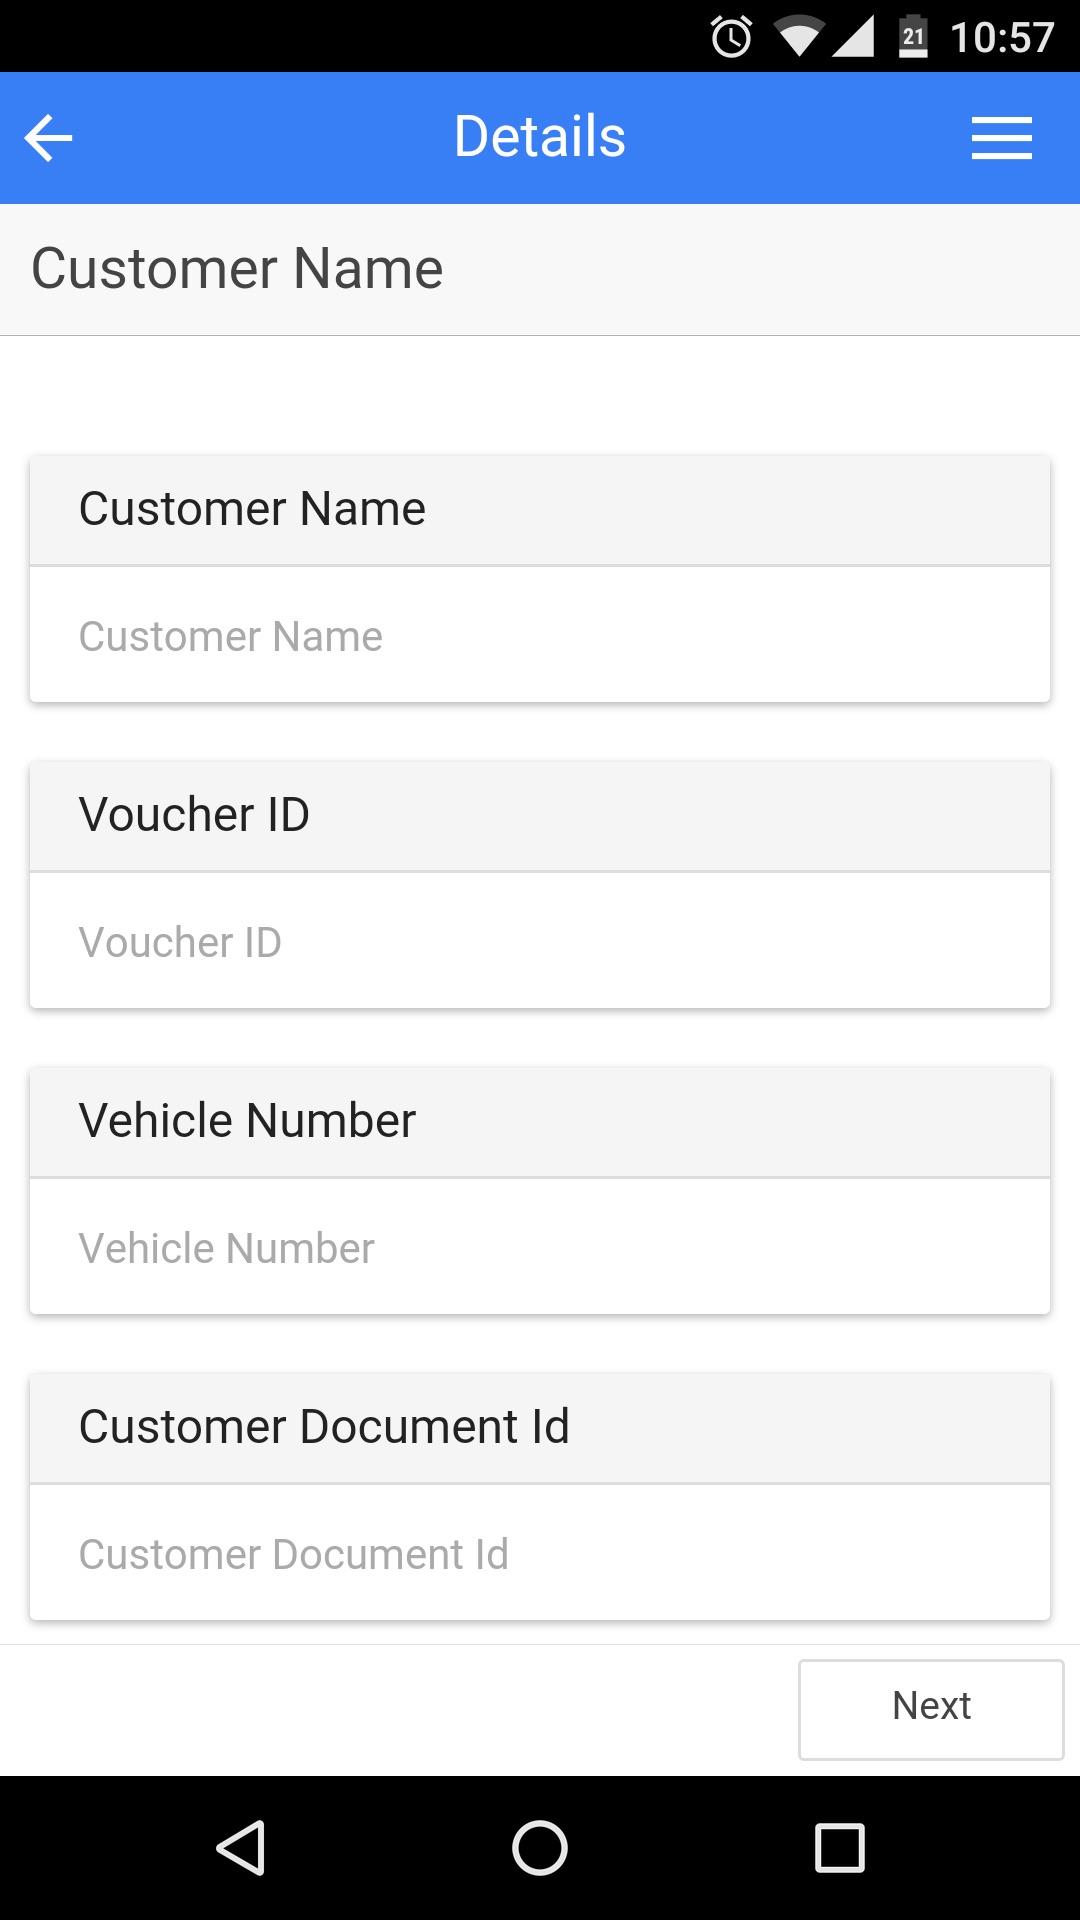 21 10:57
Details
Customer Name
Customer Name
Customer Name
Voucher ID
Voucher ID
Vehicle Number
Vehicle Number
Customer Document Id
Customer Document Id
Next